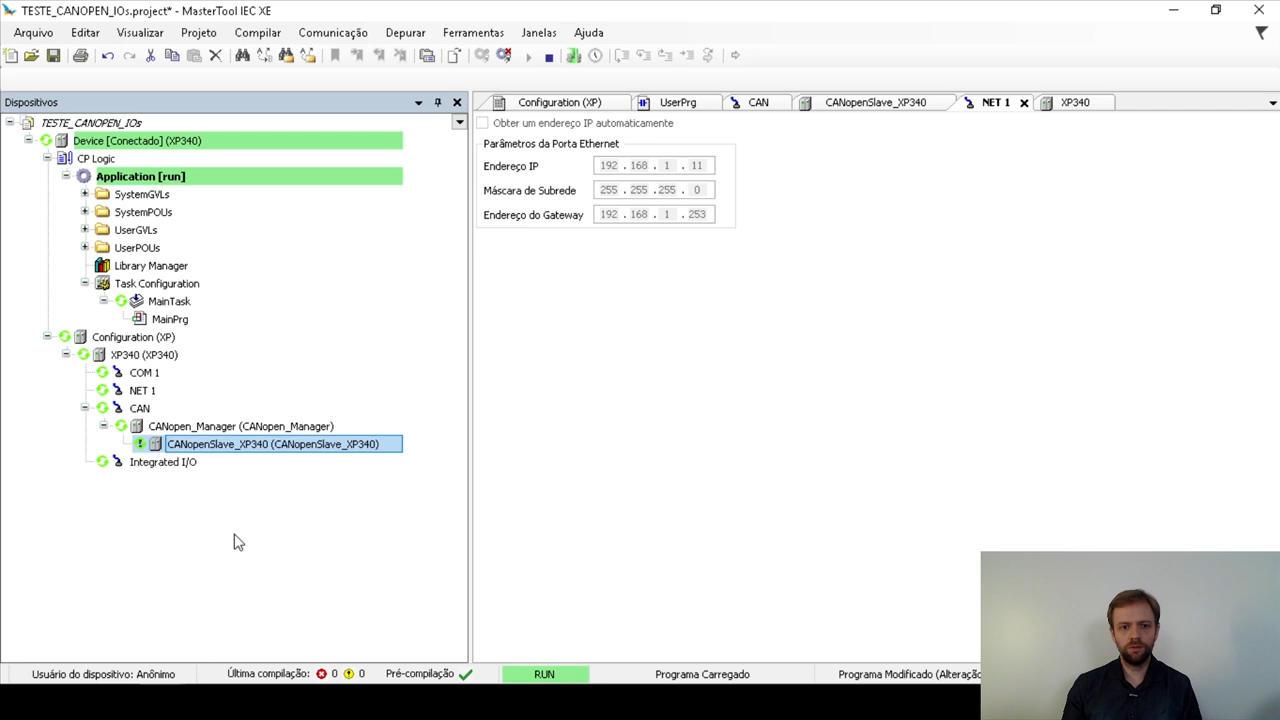 TESTE_CANOPEN_IOs.project* - MasterTool IEC XE
Arquivo Editar Visualizar Projeto Compilar Comunicação Depurar Ferramentas Janelas Ajuda
Dispositivos
TESTE_CANOPEN_IOs
Device [Conectado] (XP340)
CP Logic
Application [run]
SystemGVLs
SystemPOUs
UserGVLs
UserPOUs
Library Manager
Task Configuration
MainTask
MainPrg
Configuration (XP)
XP340 (XP340)
COM 1
NET 1
CAN
CANopen_Manager (CANopen_Manager)
CANopenSlave_XP340 (CANopenSlave_XP340)
Integrated I/O
Configuration (XP) UserPrg CAN CANopenSlave_XP340 NET 1 XP340
Obter um endereço IP automaticamente
Parâmetros da Porta Ethernet
Endereço IP 192 . 168 . 1 . 11
Máscara de Subrede 255 . 255 . 255 . 0
Endereço do Gateway 192 . 168 . 1 . 253
Usuário do dispositivo: Anônimo Última compilação: 0 0 Pré-compilação RUN Programa Carregado Programa Modificado (Alteração